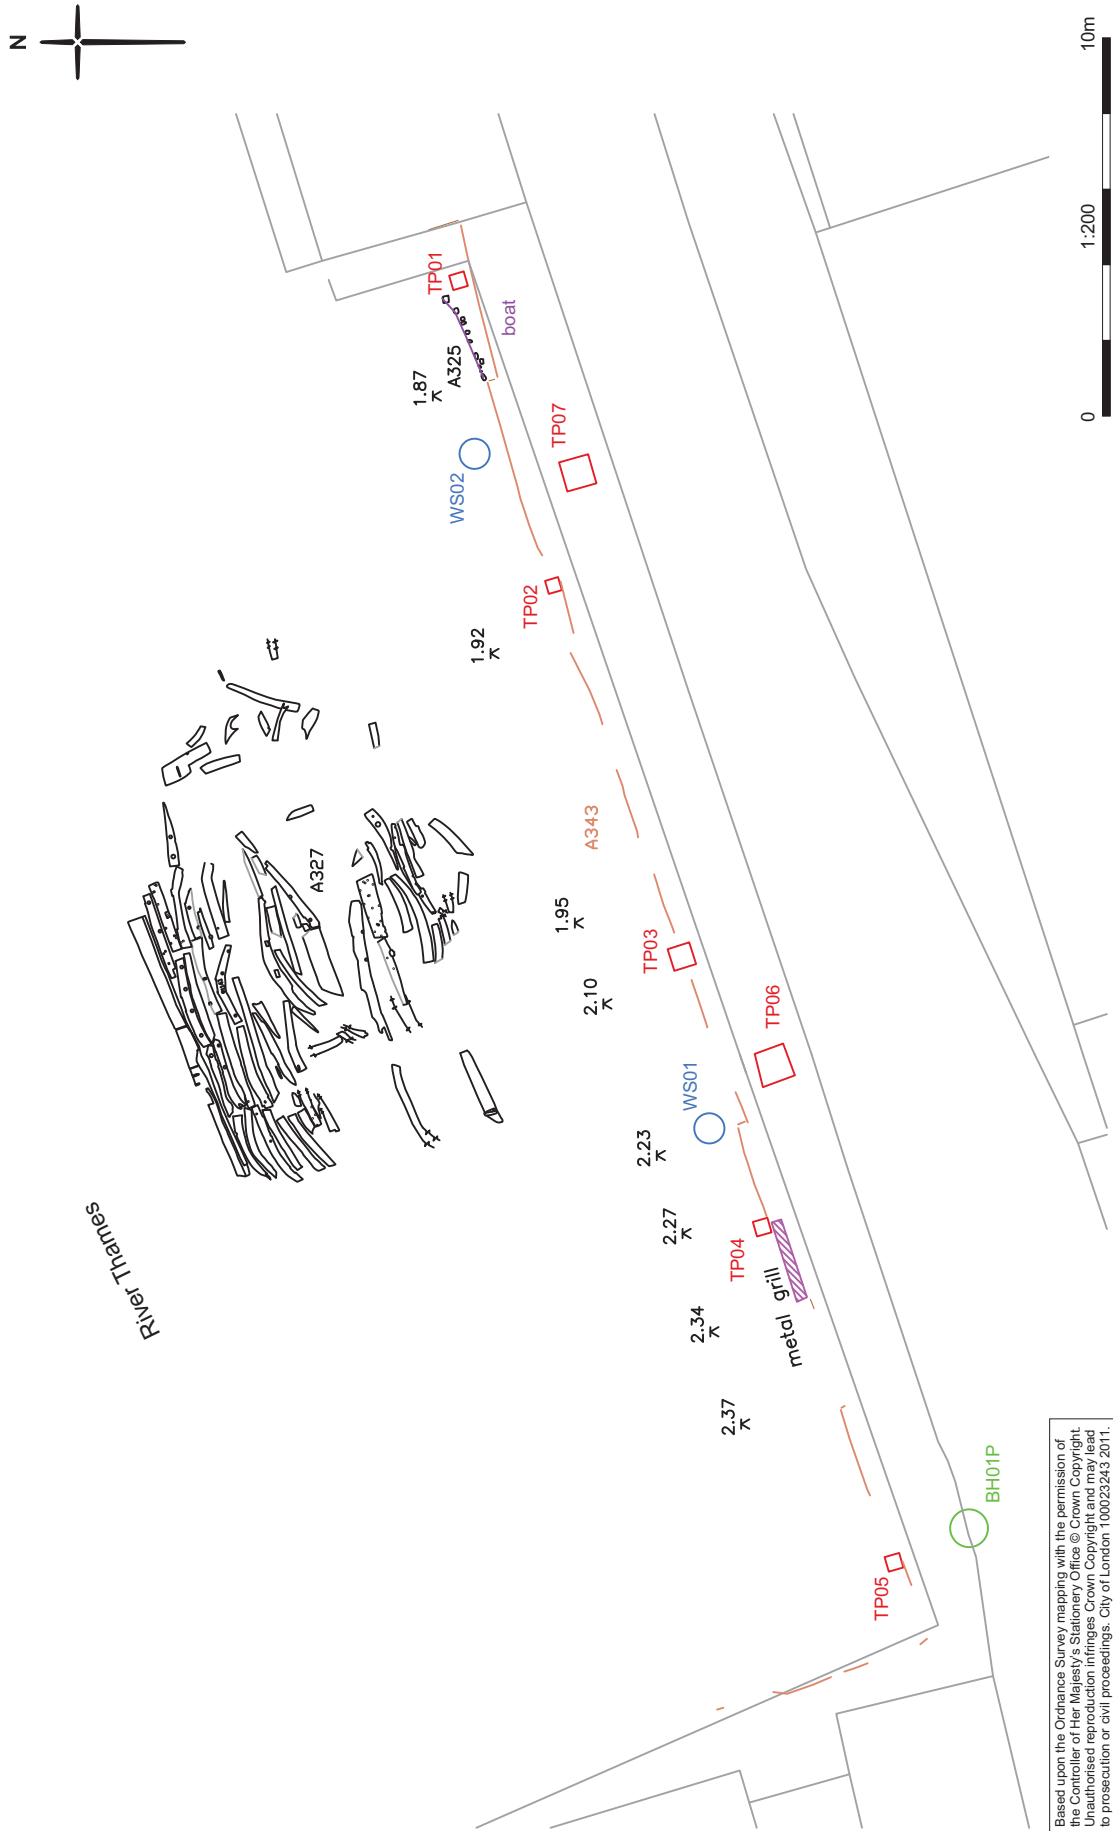 N
River Thames
A327
1.87
A325
TP01
boat
WS02
TP07
TP02
1.92
A343
1.95
TP03
2.10
TP06
WS01
2.23
2.27
TP04
metal grill
2.34
2.37
BH01P
TP05
0
1:200
10m
Based upon the Ordnance Survey mapping with the permission of
the Controller of Her Majesty's Stationery Office © Crown Copyright.
Unauthorised reproduction infringes Crown Copyright and may lead
to prosecution or civil proceedings. City of London 100023243 2011.